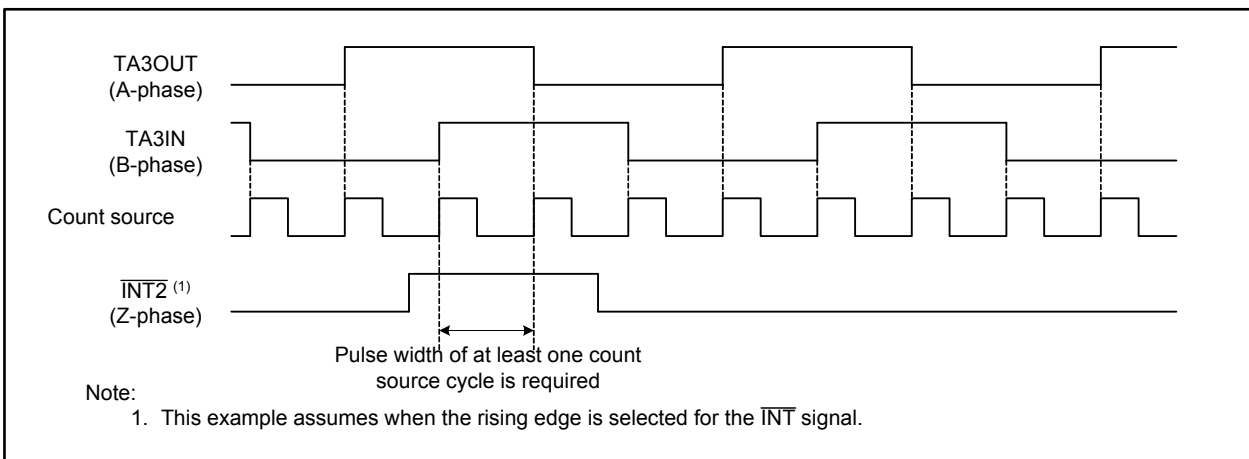 TA3OUT
(A-phase)
TA3IN
(B-phase)
Count source
INT2 (1)
(Z-phase)
Pulse width of at least one count
source cycle is required
Note:
1. This example assumes when the rising edge is selected for the INT signal.